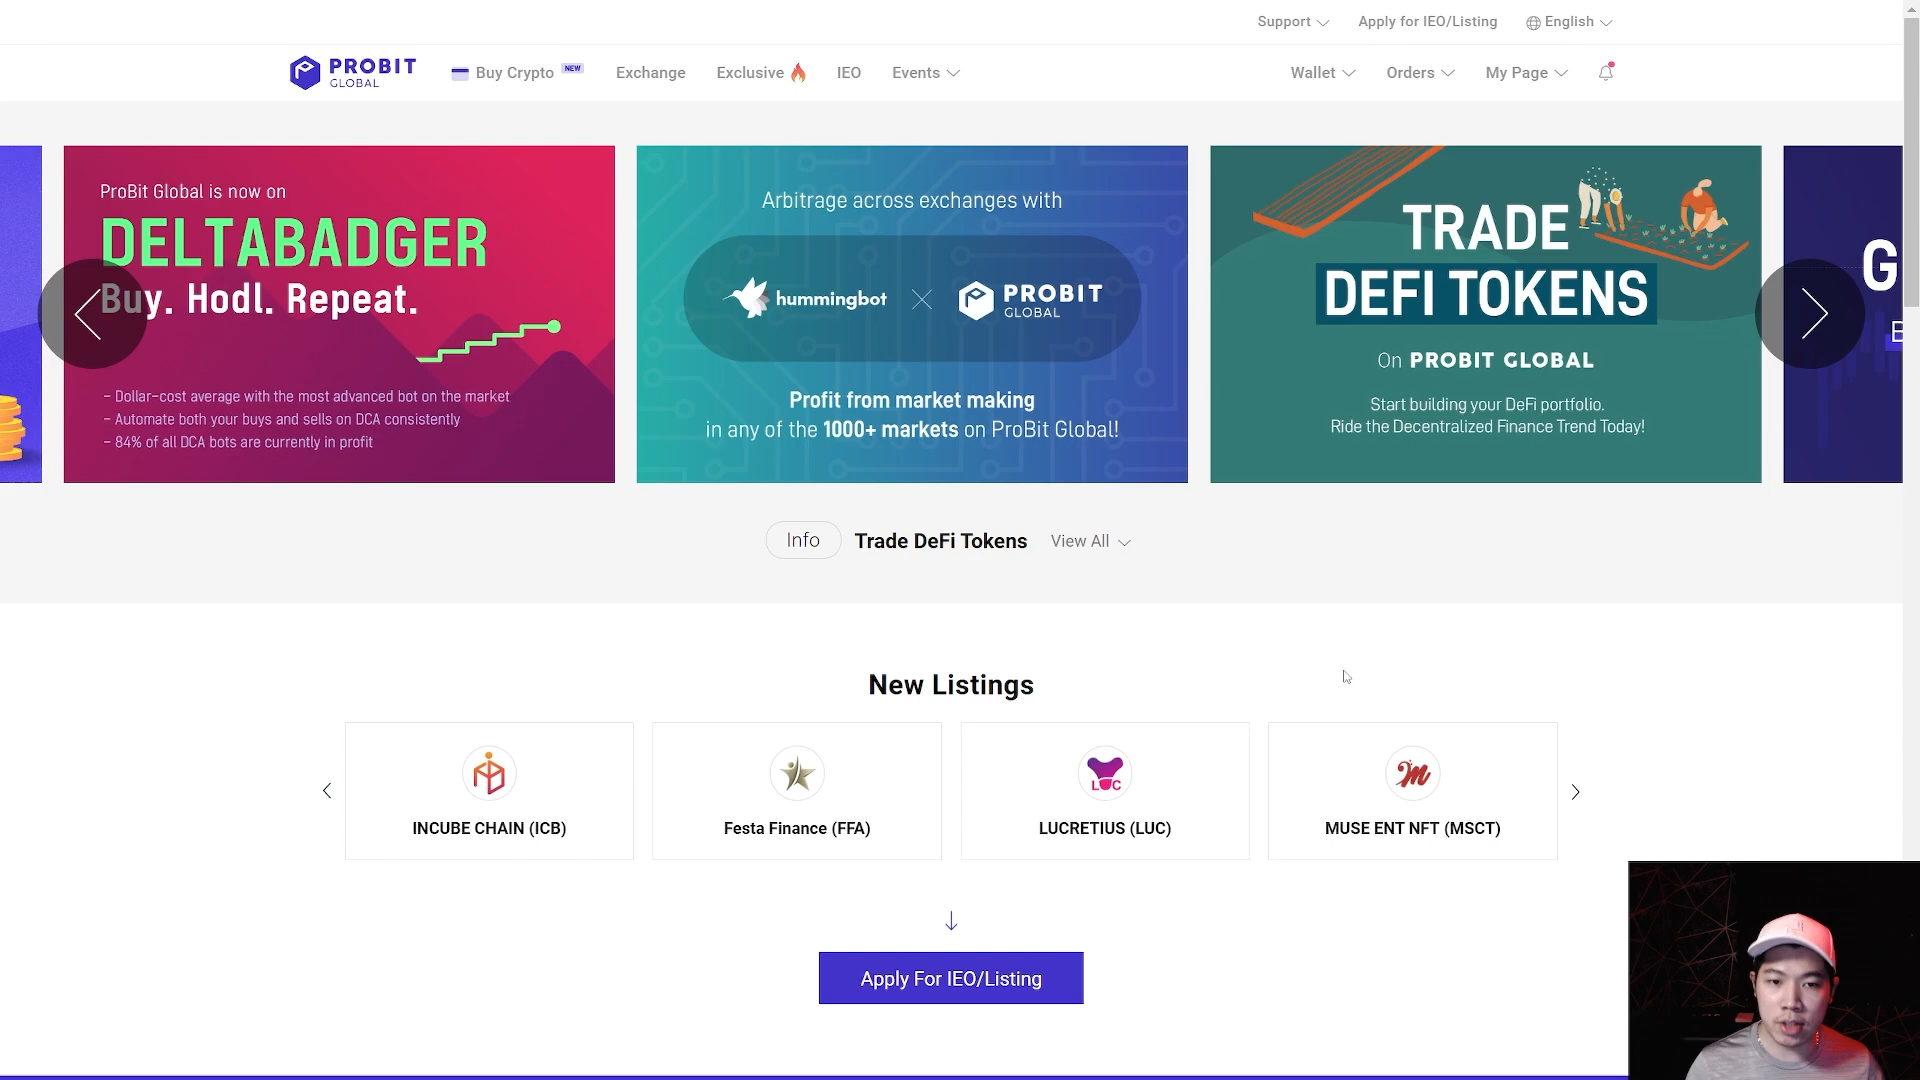 Support
Apply for IEO/Listing
English
PROBIT
GLOBAL
Buy Crypto NEW
Exchange
Exclusive
IEO
Events
Wallet
Orders
My Page
ProBit Global is now on
DELTABADGER
Buy. Hodl. Repeat.
- Dollar-cost average with the most advanced bot on the market
- Automate both your buys and sells on DCA consistently
- 84% of all DCA bots are currently in profit
Arbitrage across exchanges with
hummingbot
PROBIT
GLOBAL
Profit from market making
in any of the 1000+ markets on ProBit Global!
TRADE
DEFI TOKENS
On PROBIT GLOBAL
Start building your DeFi portfolio.
Ride the Decentralized Finance Trend Today!
G
Info
Trade DeFi Tokens
View All
New Listings
INCUBE CHAIN (ICB)
Festa Finance (FFA)
LUC
LUCRETIUS (LUC)
m
MUSE ENT NFT (MSCT)
Apply For IEO/Listing